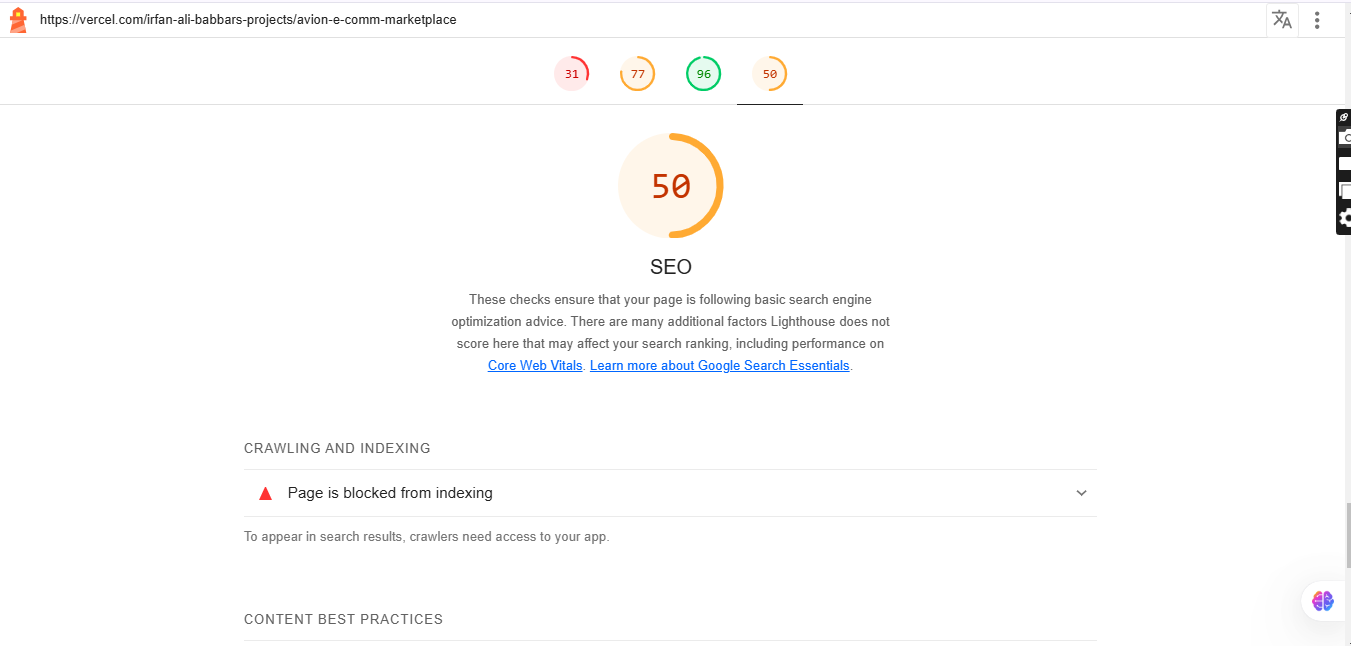 https://vercel.com/irfan-ali-babbars-projects/avion-e-comm-marketplace
31
77
96
50
50
SEO
These checks ensure that your page is following basic search engine
optimization advice. There are many additional factors Lighthouse does not
score here that may affect your search ranking, including performance on
Core Web Vitals. Learn more about Google Search Essentials.
CRAWLING AND INDEXING
Page is blocked from indexing
To appear in search results, crawlers need access to your app.
CONTENT BEST PRACTICES